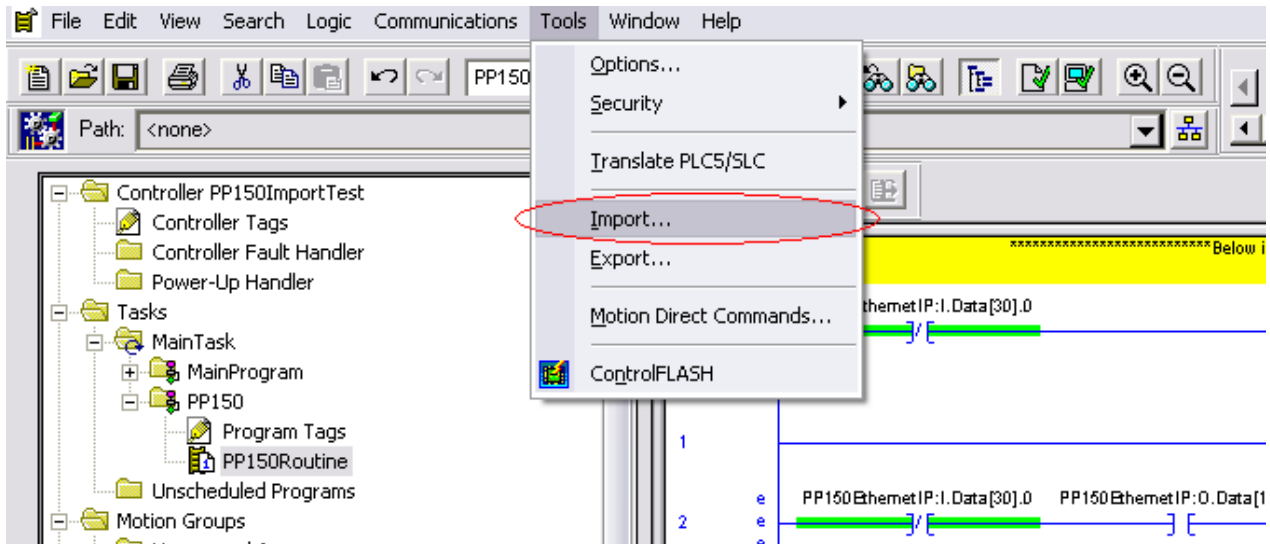 File Edit View Search Logic Communications Tools Window Help
PP150
Path: <none>
Options...
Security
Translate PLC5/SLC
Import...
Export...
Motion Direct Commands...
ControlFLASH
Controller PP150ImportTest
Controller Tags
Controller Fault Handler
Power-Up Handler
Tasks
MainTask
MainProgram
PP150
Program Tags
PP150Routine
Unscheduled Programs
Motion Groups
****************************Below i
thernetIP:I.Data[30].0
1
PP150EthernetIP:I.Data[30].0 PP150EthernetIP:O.Data[1
2
e
e
e